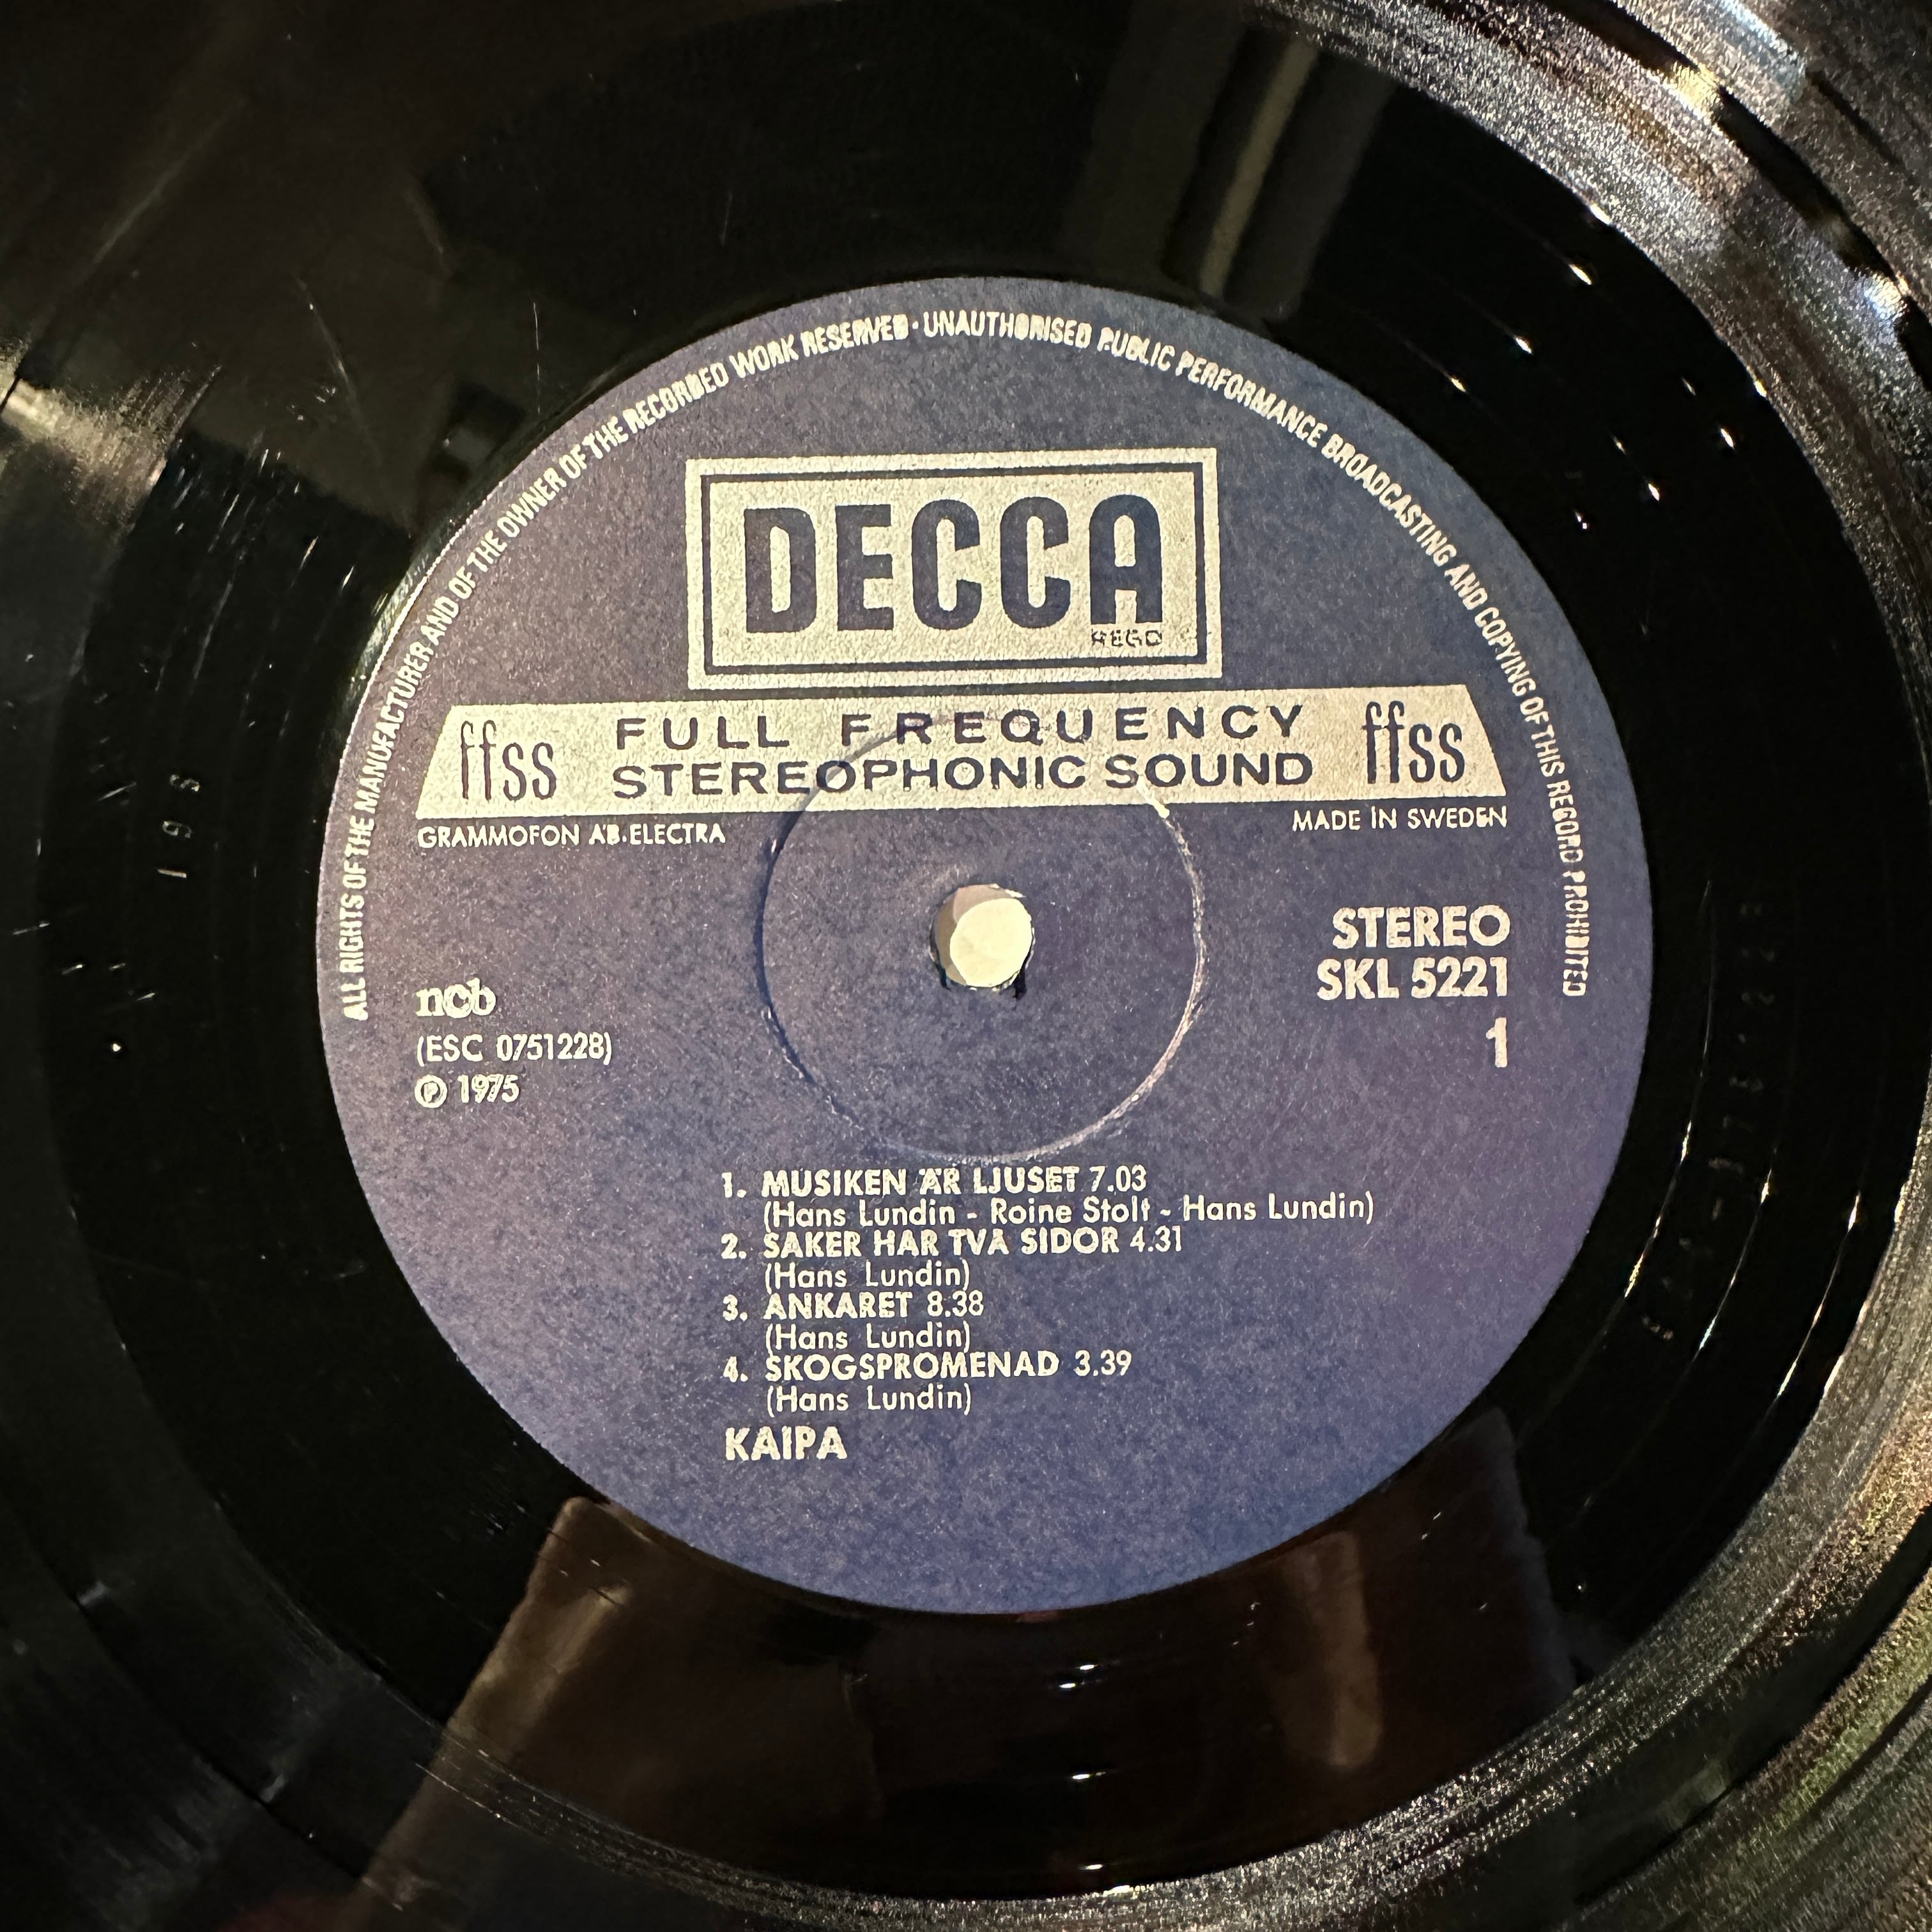 ALL RIGHTS OF THE MANUFACTURER AND OF THE OWNER OF THE RECORDED WORK RESERVED · UNAUTHORISED PUBLIC PERFORMANCE BROADCASTING AND COPYING OF THIS RECORD PROHIBITED
DECCA
REGD
ffss FULL FREQUENCY STEREOPHONIC SOUND ffss
GRAMMOFON AB. ELECTRA
MADE IN SWEDEN
STEREO
SKL 5221
1
ncb
(ESC 0751228)
Ⓟ 1975
1. MUSIKEN ÄR LJUSET 7.03
(Hans Lundin - Roine Stolt - Hans Lundin)
2. SAKER HAR TVÅ SIDOR 4.31
(Hans Lundin)
3. ANKARET 8.38
(Hans Lundin)
4. SKOGSPROMENAD 3.39
(Hans Lundin)
KAIPA